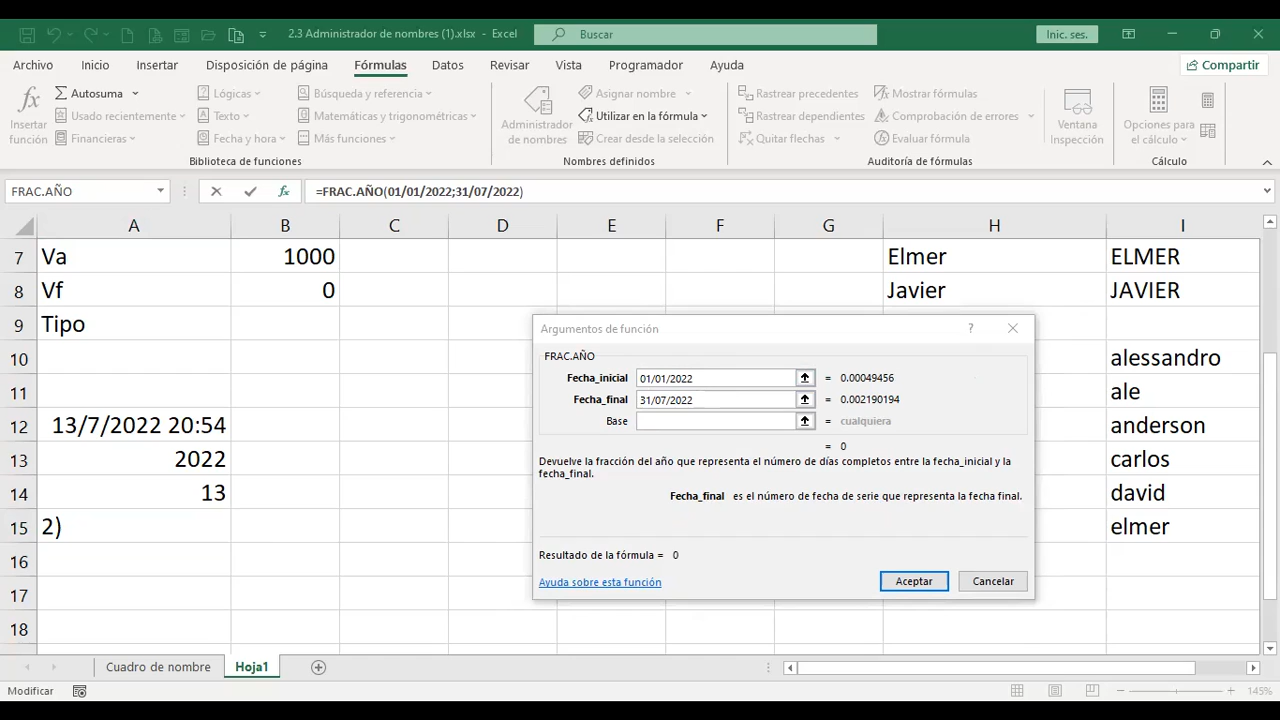 2.3 Administrador de nombres (1).xlsx - Excel
Buscar
Inic. ses.
Archivo Inicio Insertar Disposición de página Fórmulas Datos Revisar Vista Programador Ayuda
Compartir
fx Insertar función
Autosuma
Usado recientemente
Financieras
Lógicas
Texto
Fecha y hora
Búsqueda y referencia
Matemáticas y trigonométricas
Más funciones
Biblioteca de funciones
Administrador de nombres
Asignar nombre
Utilizar en la fórmula
Crear desde la selección
Nombres definidos
Rastrear precedentes
Rastrear dependientes
Quitar flechas
Mostrar fórmulas
Comprobación de errores
Evaluar fórmula
Auditoría de fórmulas
Ventana Inspección
Opciones para el cálculo
Cálculo
FRAC.AÑO
fx
=FRAC.AÑO(01/01/2022;31/07/2022)
A B C D E F G H I
7 Va 1000 Elmer ELMER
8 Vf 0 Javier JAVIER
9 Tipo
10 alessandro
11 ale
12 13/7/2022 20:54 anderson
13 2022 carlos
14 13 david
15 2) elmer
16
17
18
Argumentos de función ?
FRAC.AÑO
Fecha_inicial 01/01/2022 = 0.00049456
Fecha_final 31/07/2022 = 0.002190194
Base = cualquiera
= 0
Devuelve la fracción del año que representa el número de días completos entre la fecha_inicial y la
fecha_final.
Fecha_final es el número de fecha de serie que representa la fecha final.
Resultado de la fórmula = 0
Ayuda sobre esta función
Aceptar Cancelar
Cuadro de nombre Hoja1
Modificar
145%